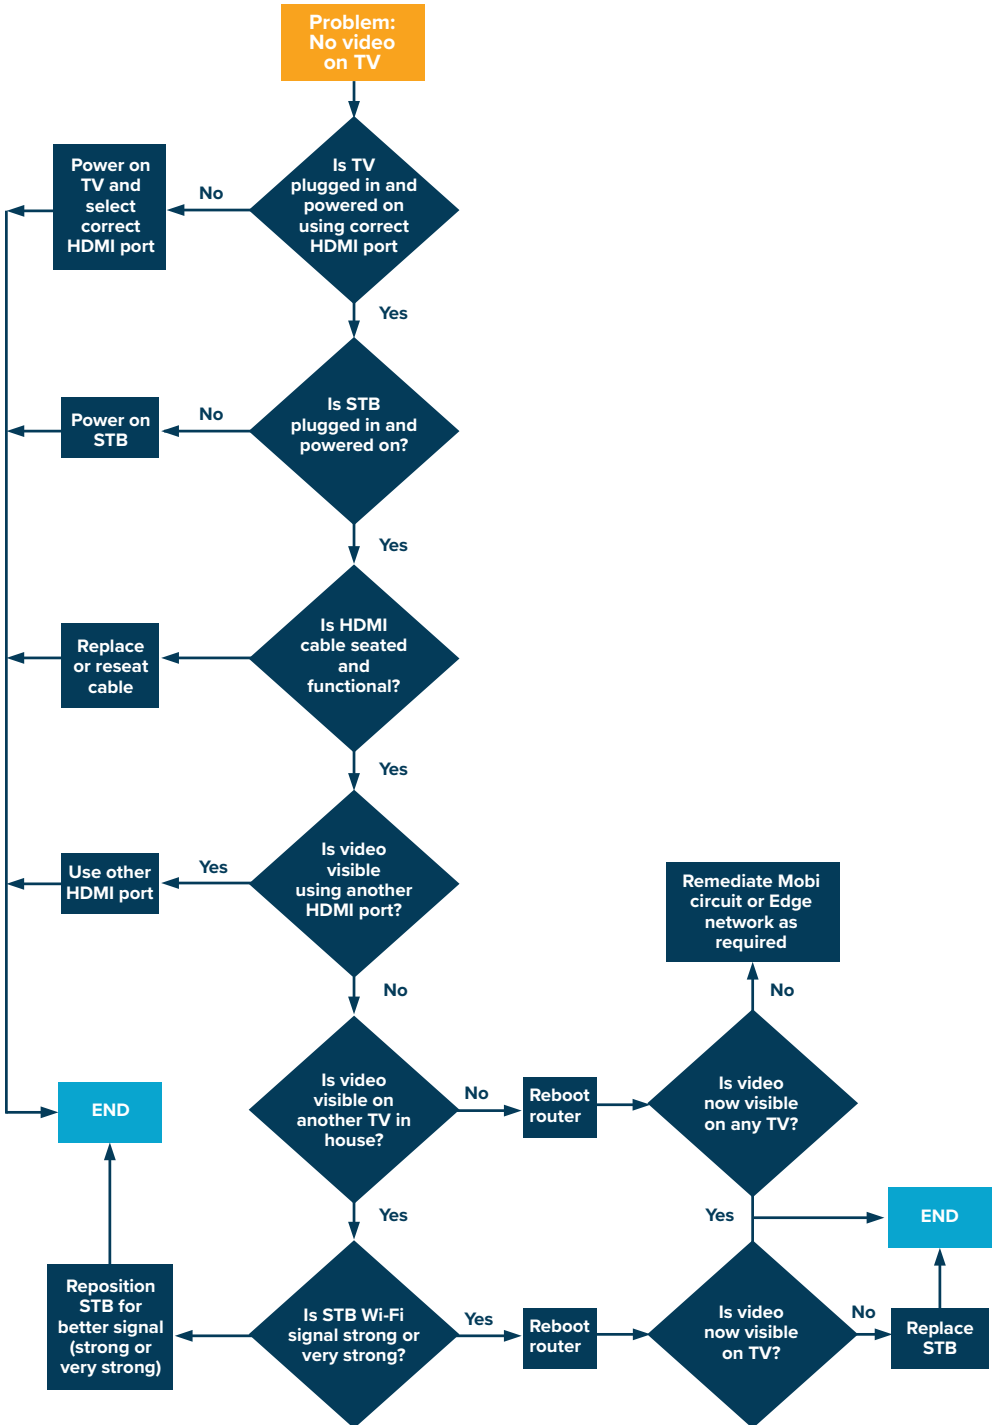 Problem:
No video
on TV
Is TV
plugged in and
powered on
using correct
HDMI port
No
Power on
TV and
select
correct
HDMI port
Yes
Is STB
plugged in and
powered on?
No
Power on
STB
Yes
Is HDMI
cable seated
and
functional?
Replace
or reseat
cable
Yes
Is video
visible
using another
HDMI port?
Yes
Use other
HDMI port
No
Is video
visible on
another TV in
house?
No
Reboot
router
Is video
now visible
on any TV?
No
Remediate Mobi
circuit or Edge
network as
required
END
Yes
Yes
END
Is STB Wi-Fi
signal strong or
very strong?
Reposition
STB for
better signal
(strong or
very strong)
Yes
Reboot
router
Is video
now visible
on TV?
No
Replace
STB